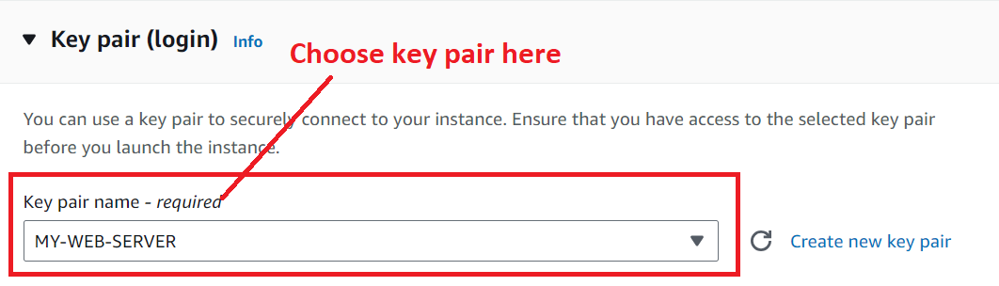 Key pair (login) Info
Choose key pair here
You can use a key pair to securely connect to your instance. Ensure that you have access to the selected key pair
before you launch the instance.
Key pair name - required
MY-WEB-SERVER
Create new key pair